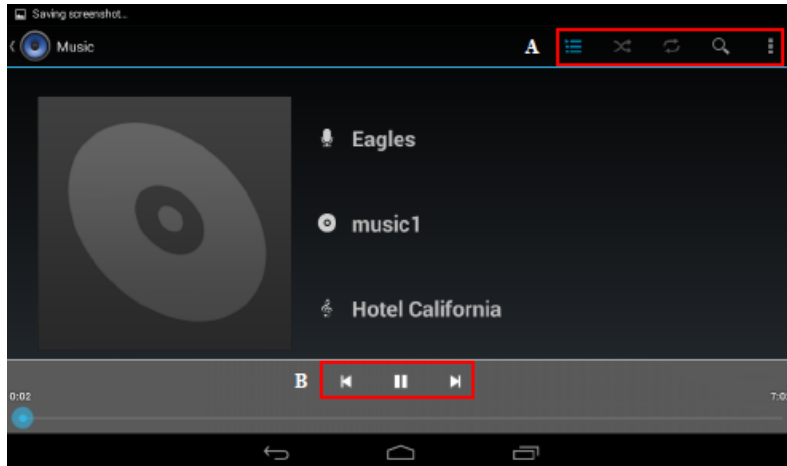 Saving screenshot...
Music
A
Eagles
music1
Hotel California
B
0:02